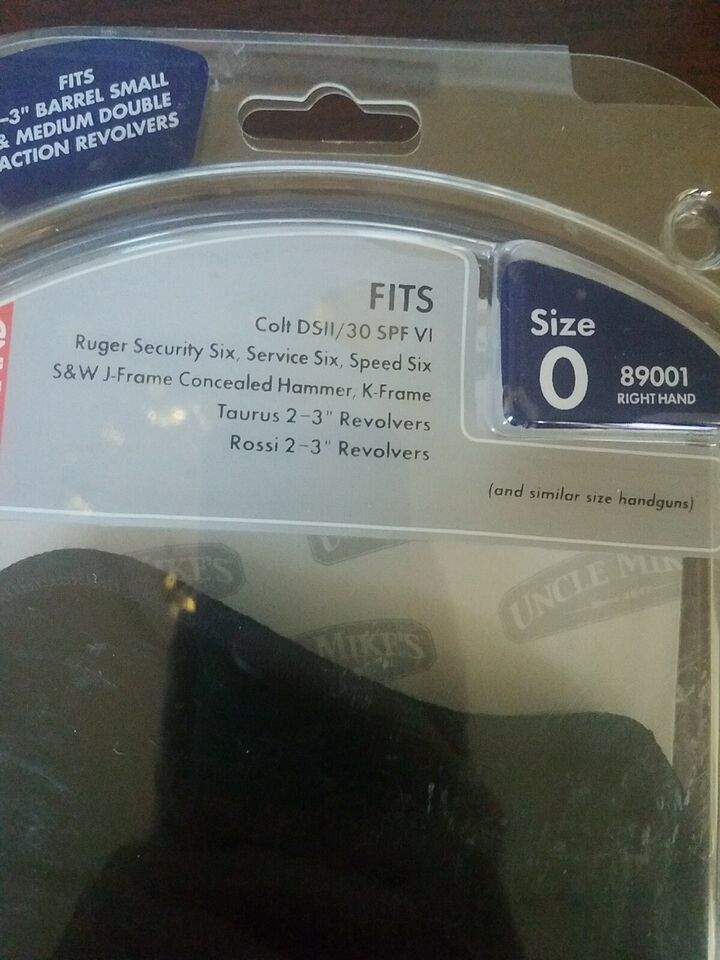 FITS
–3" BARREL SMALL
& MEDIUM DOUBLE
ACTION REVOLVERS
FITS
Colt DSII/30 SPF VI
Ruger Security Six, Service Six, Speed Six
S&W J-Frame Concealed Hammer, K-Frame
Taurus 2–3" Revolvers
Rossi 2–3" Revolvers
Size
0
89001
RIGHT HAND
(and similar size handguns)
KE'S
UNCLE MIK
MIKE'S